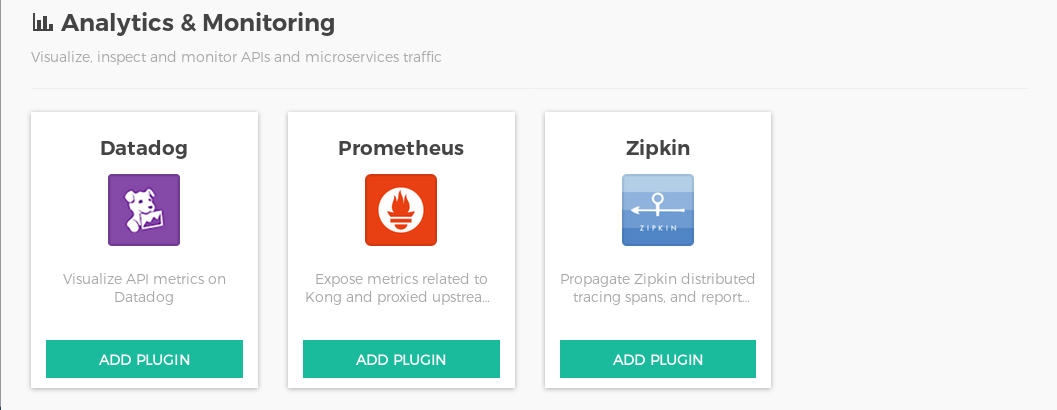 Analytics & Monitoring
Visualize, inspect and monitor APIs and microservices traffic
Datadog
Prometheus
Zipkin
ZIPKIN
Visualize API metrics on
Datadog
Expose metrics related to
Kong and proxied upstrea...
Propagate Zipkin distributed
tracing spans, and report...
ADD PLUGIN
ADD PLUGIN
ADD PLUGIN